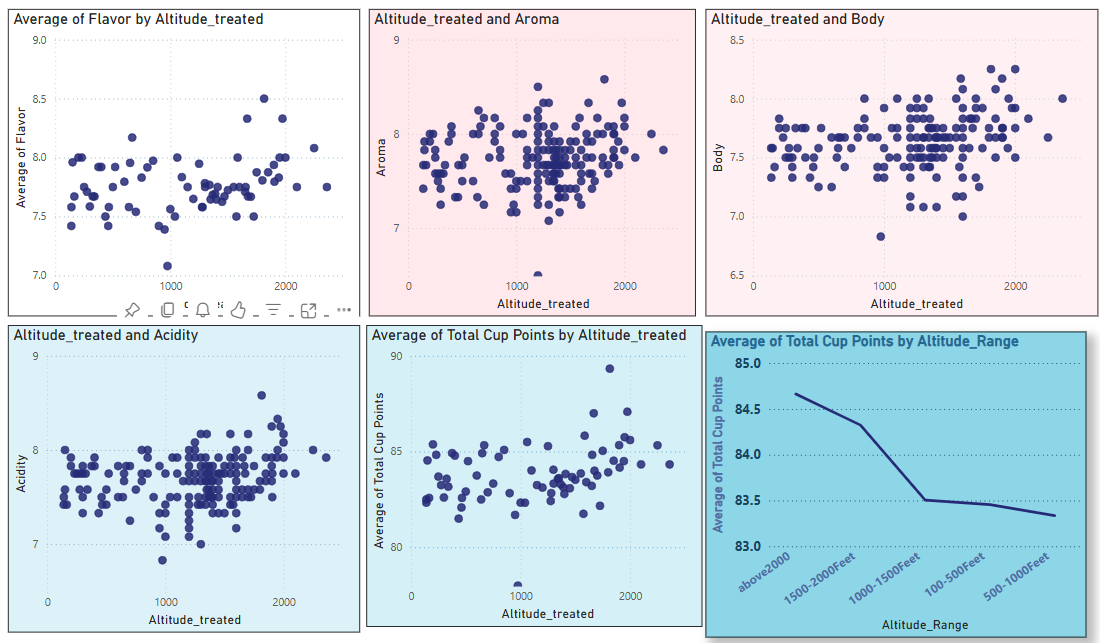 Average of Flavor by Altitude_treated
9.0
8.5
8.0
7.5
7.0
0
1000
2000
Average of Flavor
Altitude_treated and Aroma
9
8
7
0
1000
2000
Aroma
Altitude_treated
Altitude_treated and Body
8.5
8.0
7.5
7.0
6.5
0
1000
2000
Body
Altitude_treated
Altitude_treated and Acidity
9
8
7
0
1000
2000
Acidity
Altitude_treated
Average of Total Cup Points by Altitude_treated
90
85
80
0
1000
2000
Average of Total Cup Points
Altitude_treated
Average of Total Cup Points by Altitude_Range
85.0
84.5
84.0
83.5
83.0
Average of Total Cup Points
above2000
1500-2000Feet
1000-1500Feet
100-500Feet
500-1000Feet
Altitude_Range